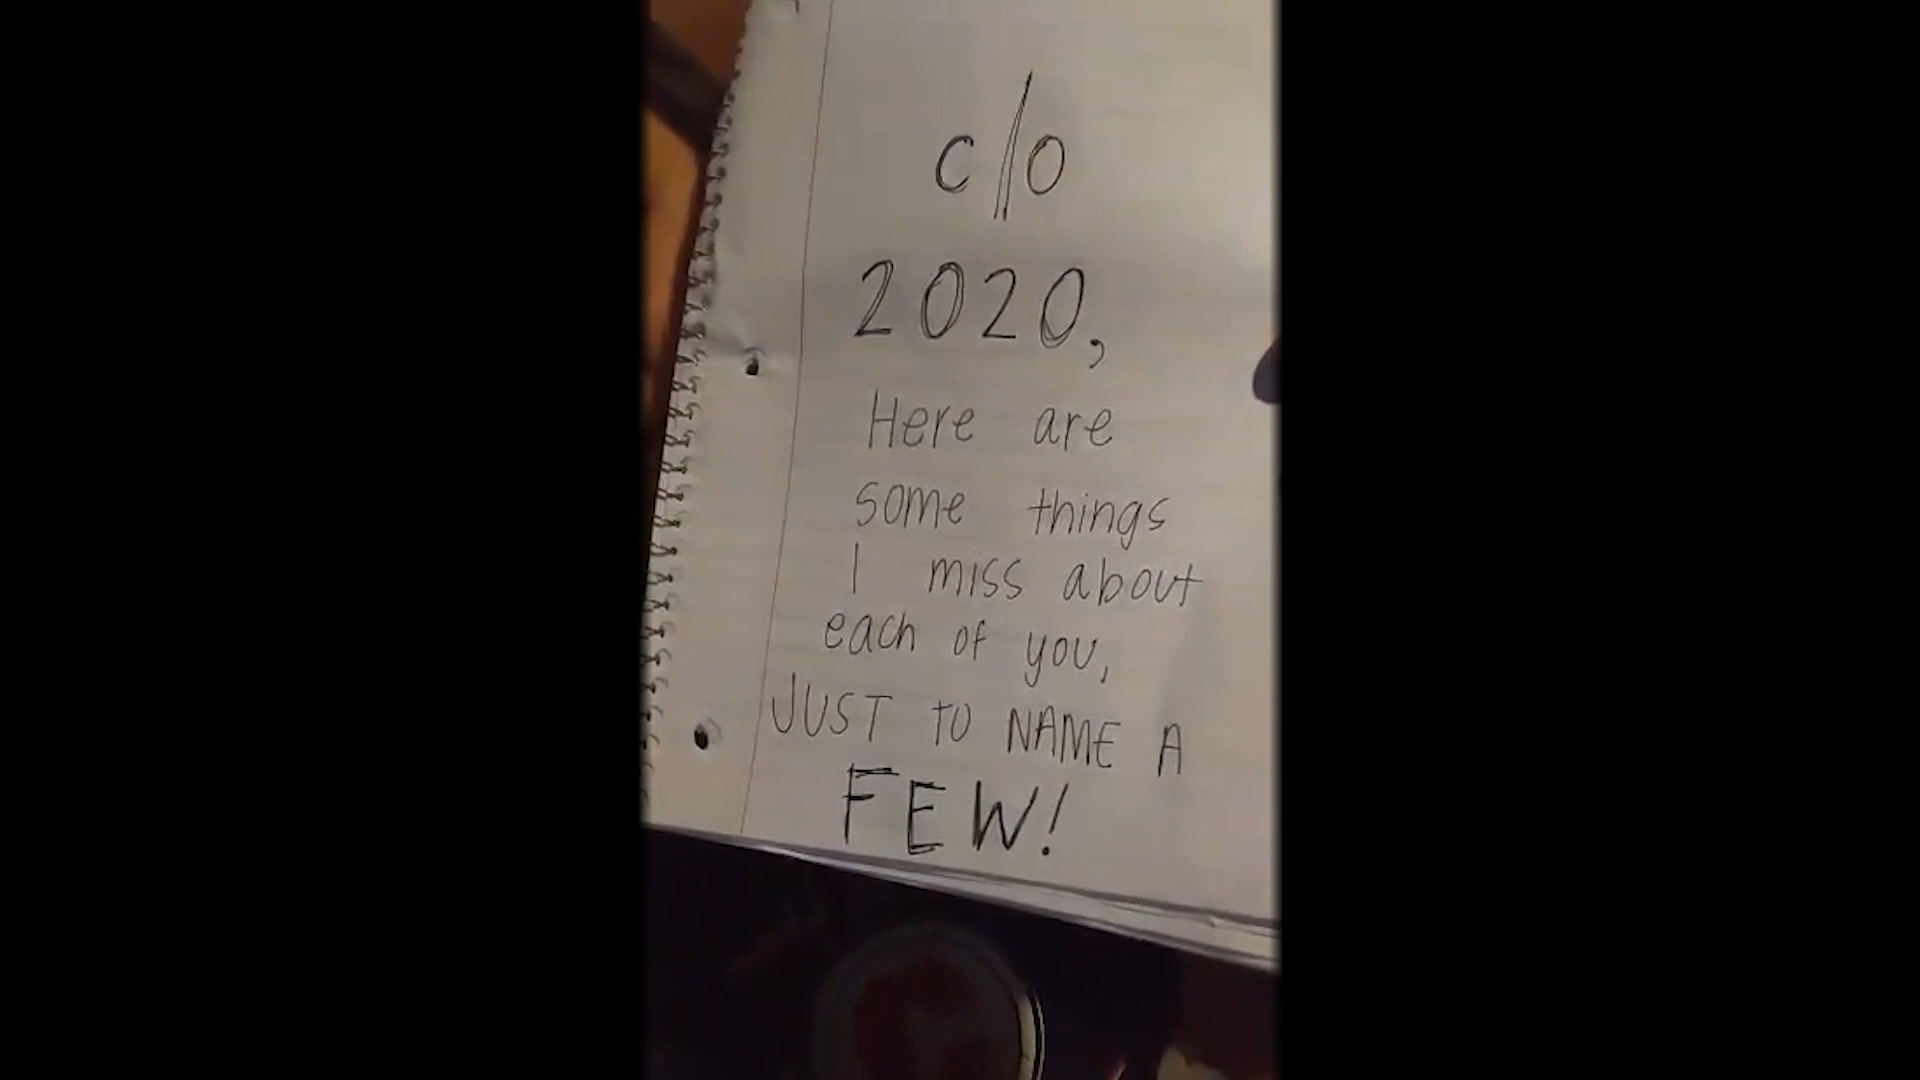 c/o
2020,
Here are
some things
I miss about
each of you,
JUST TO NAME A
FEW!